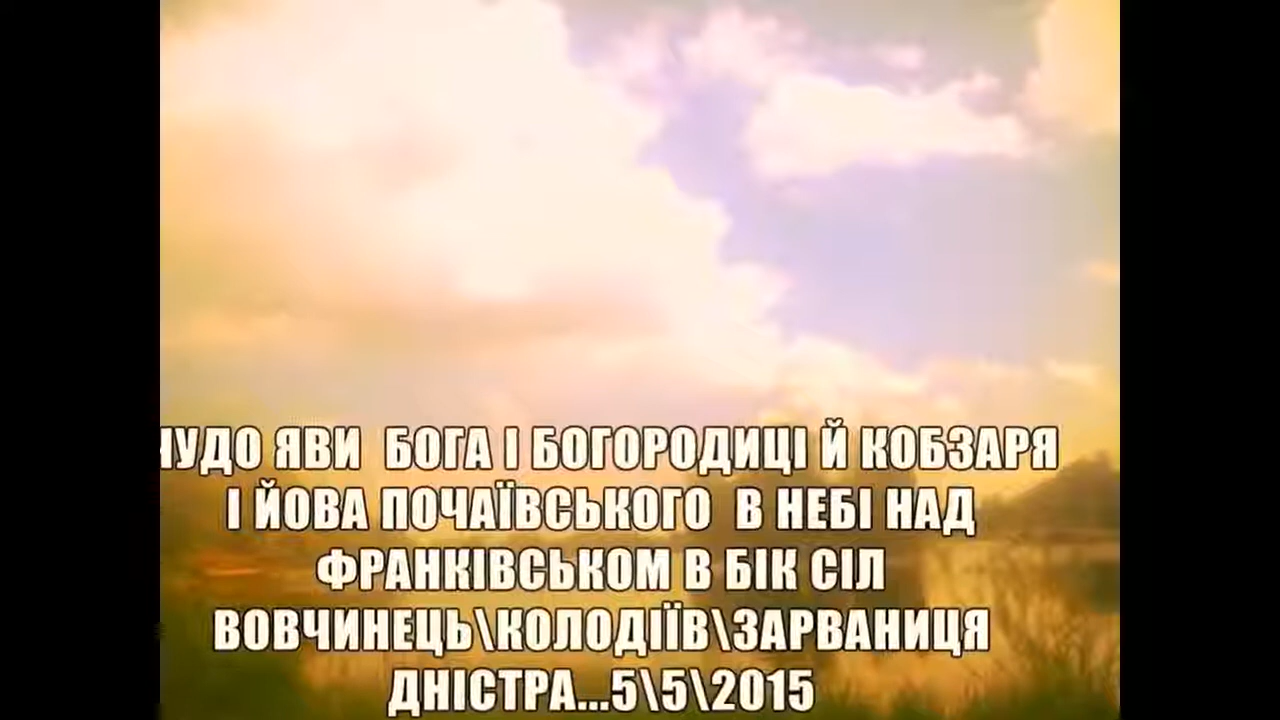 ЧУДО ЯВИ БОГА І БОГОРОДИЦІ Й КОБЗАРЯ
І ЙОВА ПОЧАЇВСЬКОГО В НЕБІ НАД
ФРАНКІВСЬКОМ В БІК СІЛ
ВОВЧИНЕЦЬ\КОЛОДІЇВ\ЗАРВАНИЦЯ
ДНІСТРА...5\5\2015